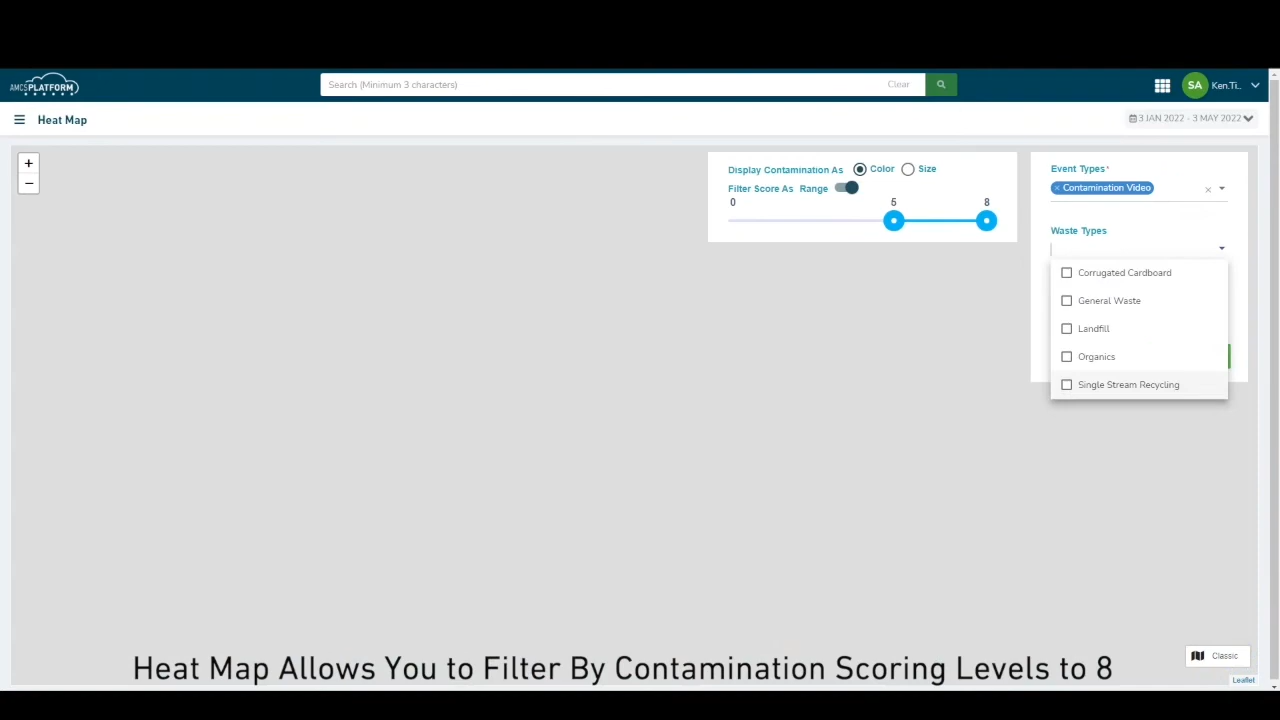 AMCSPLATFORM
Search (Minimum 3 characters)
Clear
SA
Ken.Ti..
Heat Map
3 JAN 2022 - 3 MAY 2022
+
−
Display Contamination As
Color
Size
Filter Score As Range
0
5
8
Event Types*
× Contamination Video
×
Waste Types
Corrugated Cardboard
General Waste
Landfill
Organics
Single Stream Recycling
Classic
Leaflet
Heat Map Allows You to Filter By Contamination Scoring Levels to 8